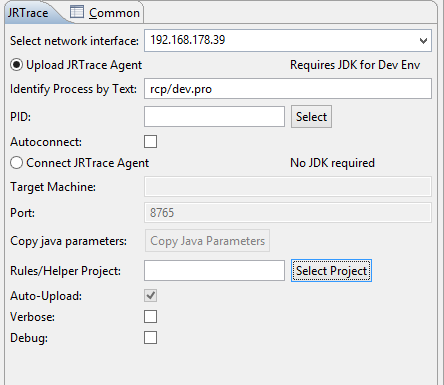 JRTrace Common
Select network interface: 192.168.178.39
Upload JRTrace Agent Requires JDK for Dev Env
Identify Process by Text: rcp/dev.pro
PID: Select
Autoconnect:
Connect JRTrace Agent No JDK required
Target Machine:
Port: 8765
Copy java parameters: Copy Java Parameters
Rules/Helper Project: Select Project
Auto-Upload:
Verbose:
Debug: